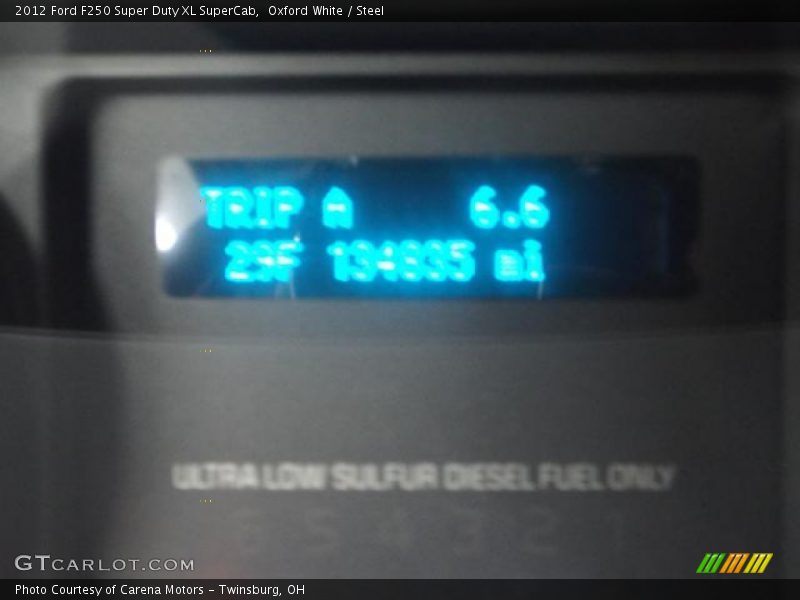 2012 Ford F250 Super Duty XL SuperCab, Oxford White / Steel
TRIP A 6.6
mi
ULTRA LOW SULFUR DIESEL FUEL ONLY
GTCARLOT.COM
Photo Courtesy of Carena Motors - Twinsburg, OH